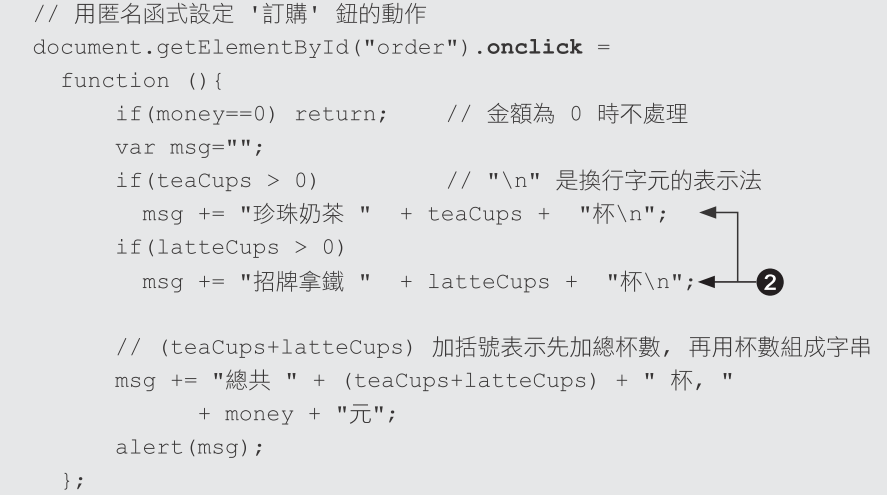 // 用匿名函式設定 '訂購' 鈕的動作
document.getElementById("order").onclick =
  function (){
      if(money==0) return;    // 金額為 0 時不處理
      var msg="";
      if(teaCups > 0)         // "\n" 是換行字元的表示法
        msg += "珍珠奶茶 "  + teaCups +  "杯\n";
      if(latteCups > 0)
        msg += "招牌拿鐵 "  + latteCups +  "杯\n"; ❷
      // (teaCups+latteCups) 加括號表示先加總杯數, 再用杯數組成字串
      msg += "總共 " + (teaCups+latteCups) + " 杯, "
            + money + "元";
      alert(msg);
  };